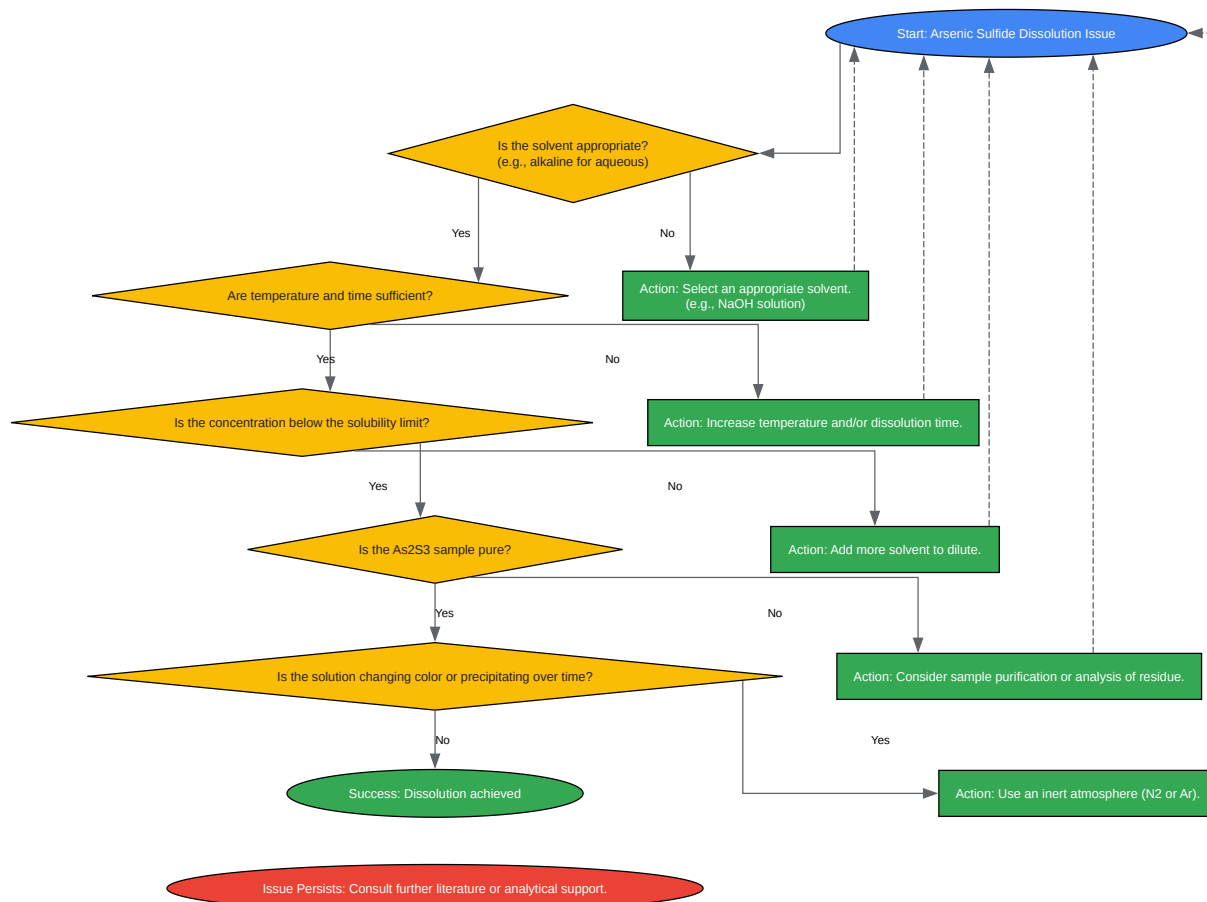 Start: Arsenic Sulfide Dissolution Issue
Is the solvent appropriate?
(e.g., alkaline for aqueous)
Yes
No
Action: Select an appropriate solvent.
(e.g., NaOH solution)
Are temperature and time sufficient?
Yes
No
Action: Increase temperature and/or dissolution time.
Is the concentration below the solubility limit?
Yes
No
Action: Add more solvent to dilute.
Is the As2S3 sample pure?
Yes
No
Action: Consider sample purification or analysis of residue.
Is the solution changing color or precipitating over time?
No
Yes
Success: Dissolution achieved
Action: Use an inert atmosphere (N2 or Ar).
Issue Persists: Consult further literature or analytical support.